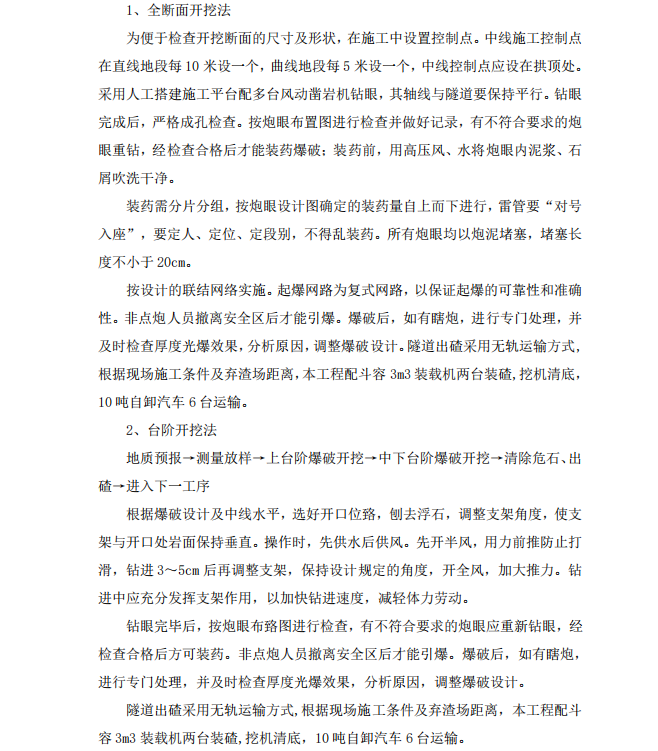 1、全断面开挖法
为便于检查开挖断面的尺寸及形状，在施工中设置控制点。中线施工控制点
在直线地段每 10 米设一个，曲线地段每 5 米设一个，中线控制点应设在拱顶处。
采用人工搭建施工平台配多台风动凿岩机钻眼，其轴线与隧道要保持平行。钻眼
完成后，严格成孔检查。按炮眼布置图进行检查并做好记录，有不符合要求的炮
眼重钻，经检查合格后才能装药爆破；装药前，用高压风、水将炮眼内泥浆、石
屑吹洗干净。
装药需分片分组，按炮眼设计图确定的装药量自上而下进行，雷管要“对号
入座”，要定人、定位、定段别，不得乱装药。所有炮眼均以炮泥堵塞，堵塞长
度不小于 20cm。
按设计的联结网络实施。起爆网路为复式网路，以保证起爆的可靠性和准确
性。非点炮人员撤离安全区后才能引爆。爆破后，如有瞎炮，进行专门处理，并
及时检查厚度光爆效果，分析原因，调整爆破设计。隧道出碴采用无轨运输方式,
根据现场施工条件及弃渣场距离，本工程配斗容 3m3 装载机两台装碴,挖机清底，
10 吨自卸汽车 6 台运输。
2、台阶开挖法
地质预报→测量放样→上台阶爆破开挖→中下台阶爆破开挖→清除危石、出
碴→进入下一工序
根据爆破设计及中线水平，选好开口位臵，刨去浮石，调整支架角度，使支
架与开口处岩面保持垂直。操作时，先供水后供风。先开半风，用力前推防止打
滑，钻进 3～5cm 后再调整支架，保持设计规定的角度，开全风，加大推力。钻
进中应充分发挥支架作用，以加快钻进速度，减轻体力劳动。
钻眼完毕后，按炮眼布臵图进行检查，有不符合要求的炮眼应重新钻眼，经
检查合格后方可装药。非点炮人员撤离安全区后才能引爆。爆破后，如有瞎炮，
进行专门处理，并及时检查厚度光爆效果，分析原因，调整爆破设计。
隧道出碴采用无轨运输方式,根据现场施工条件及弃渣场距离，本工程配斗
容 3m3 装载机两台装碴,挖机清底，10 吨自卸汽车 6 台运输。